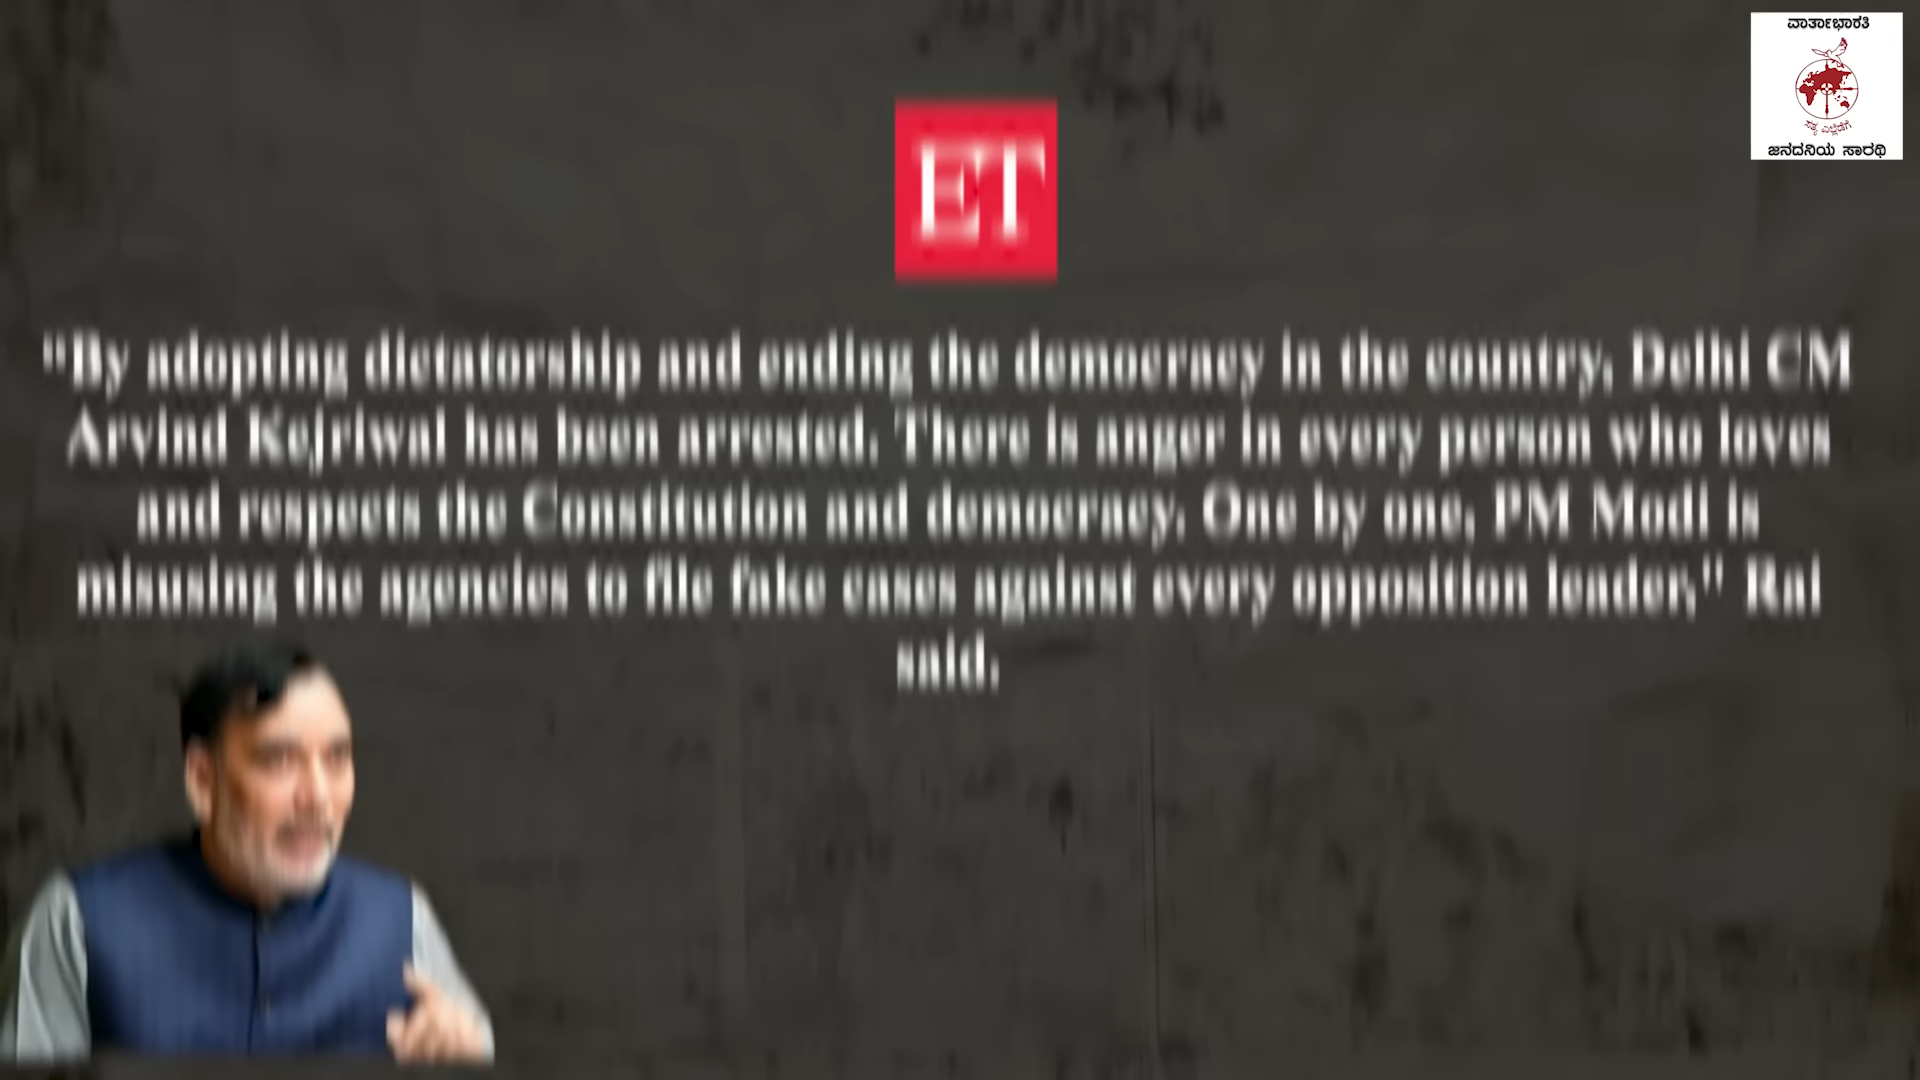 ವಾರ್ತಾಭಾರತಿ
ಸತ್ಯ ಎಲ್ಲೆಡೆಗೆ
ಜನದನಿಯ ಸಾರಥಿ
ET
"By adopting dictatorship and ending the democracy in the country, Delhi CM
Arvind Kejriwal has been arrested. There is anger in every person who loves
and respects the Constitution and democracy. One by one, PM Modi is
misusing the agencies to file fake cases against every opposition leader," Rai
said.